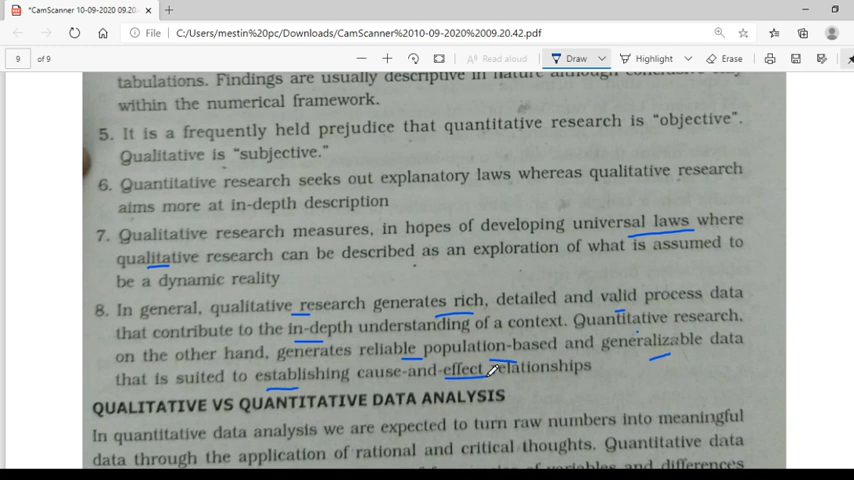 *CamScanner 10-09-2020 09.20.
File
C:/Users/mestin%20pc/Downloads/CamScanner%2010-09-2020%2009.20.42.pdf
9 of 9
Read aloud
Draw
Highlight
Erase
tabulations. Findings are usually descriptive in nature although
within the numerical framework.
5. It is a frequently held prejudice that quantitative research is “objective”.
Qualitative is “subjective.”
6. Quantitative research seeks out explanatory laws whereas qualitative research
aims more at in-depth description
7. Qualitative research measures, in hopes of developing universal laws where
qualitative research can be described as an exploration of what is assumed to
be a dynamic reality
8. In general, qualitative research generates rich, detailed and valid process data
that contribute to the in-depth understanding of a context. Quantitative research,
on the other hand, generates reliable population-based and generalizable data
that is suited to establishing cause-and-effect relationships
QUALITATIVE VS QUANTITATIVE DATA ANALYSIS
In quantitative data analysis we are expected to turn raw numbers into meaningful
data through the application of rational and critical thoughts. Quantitative data
of variables and differences